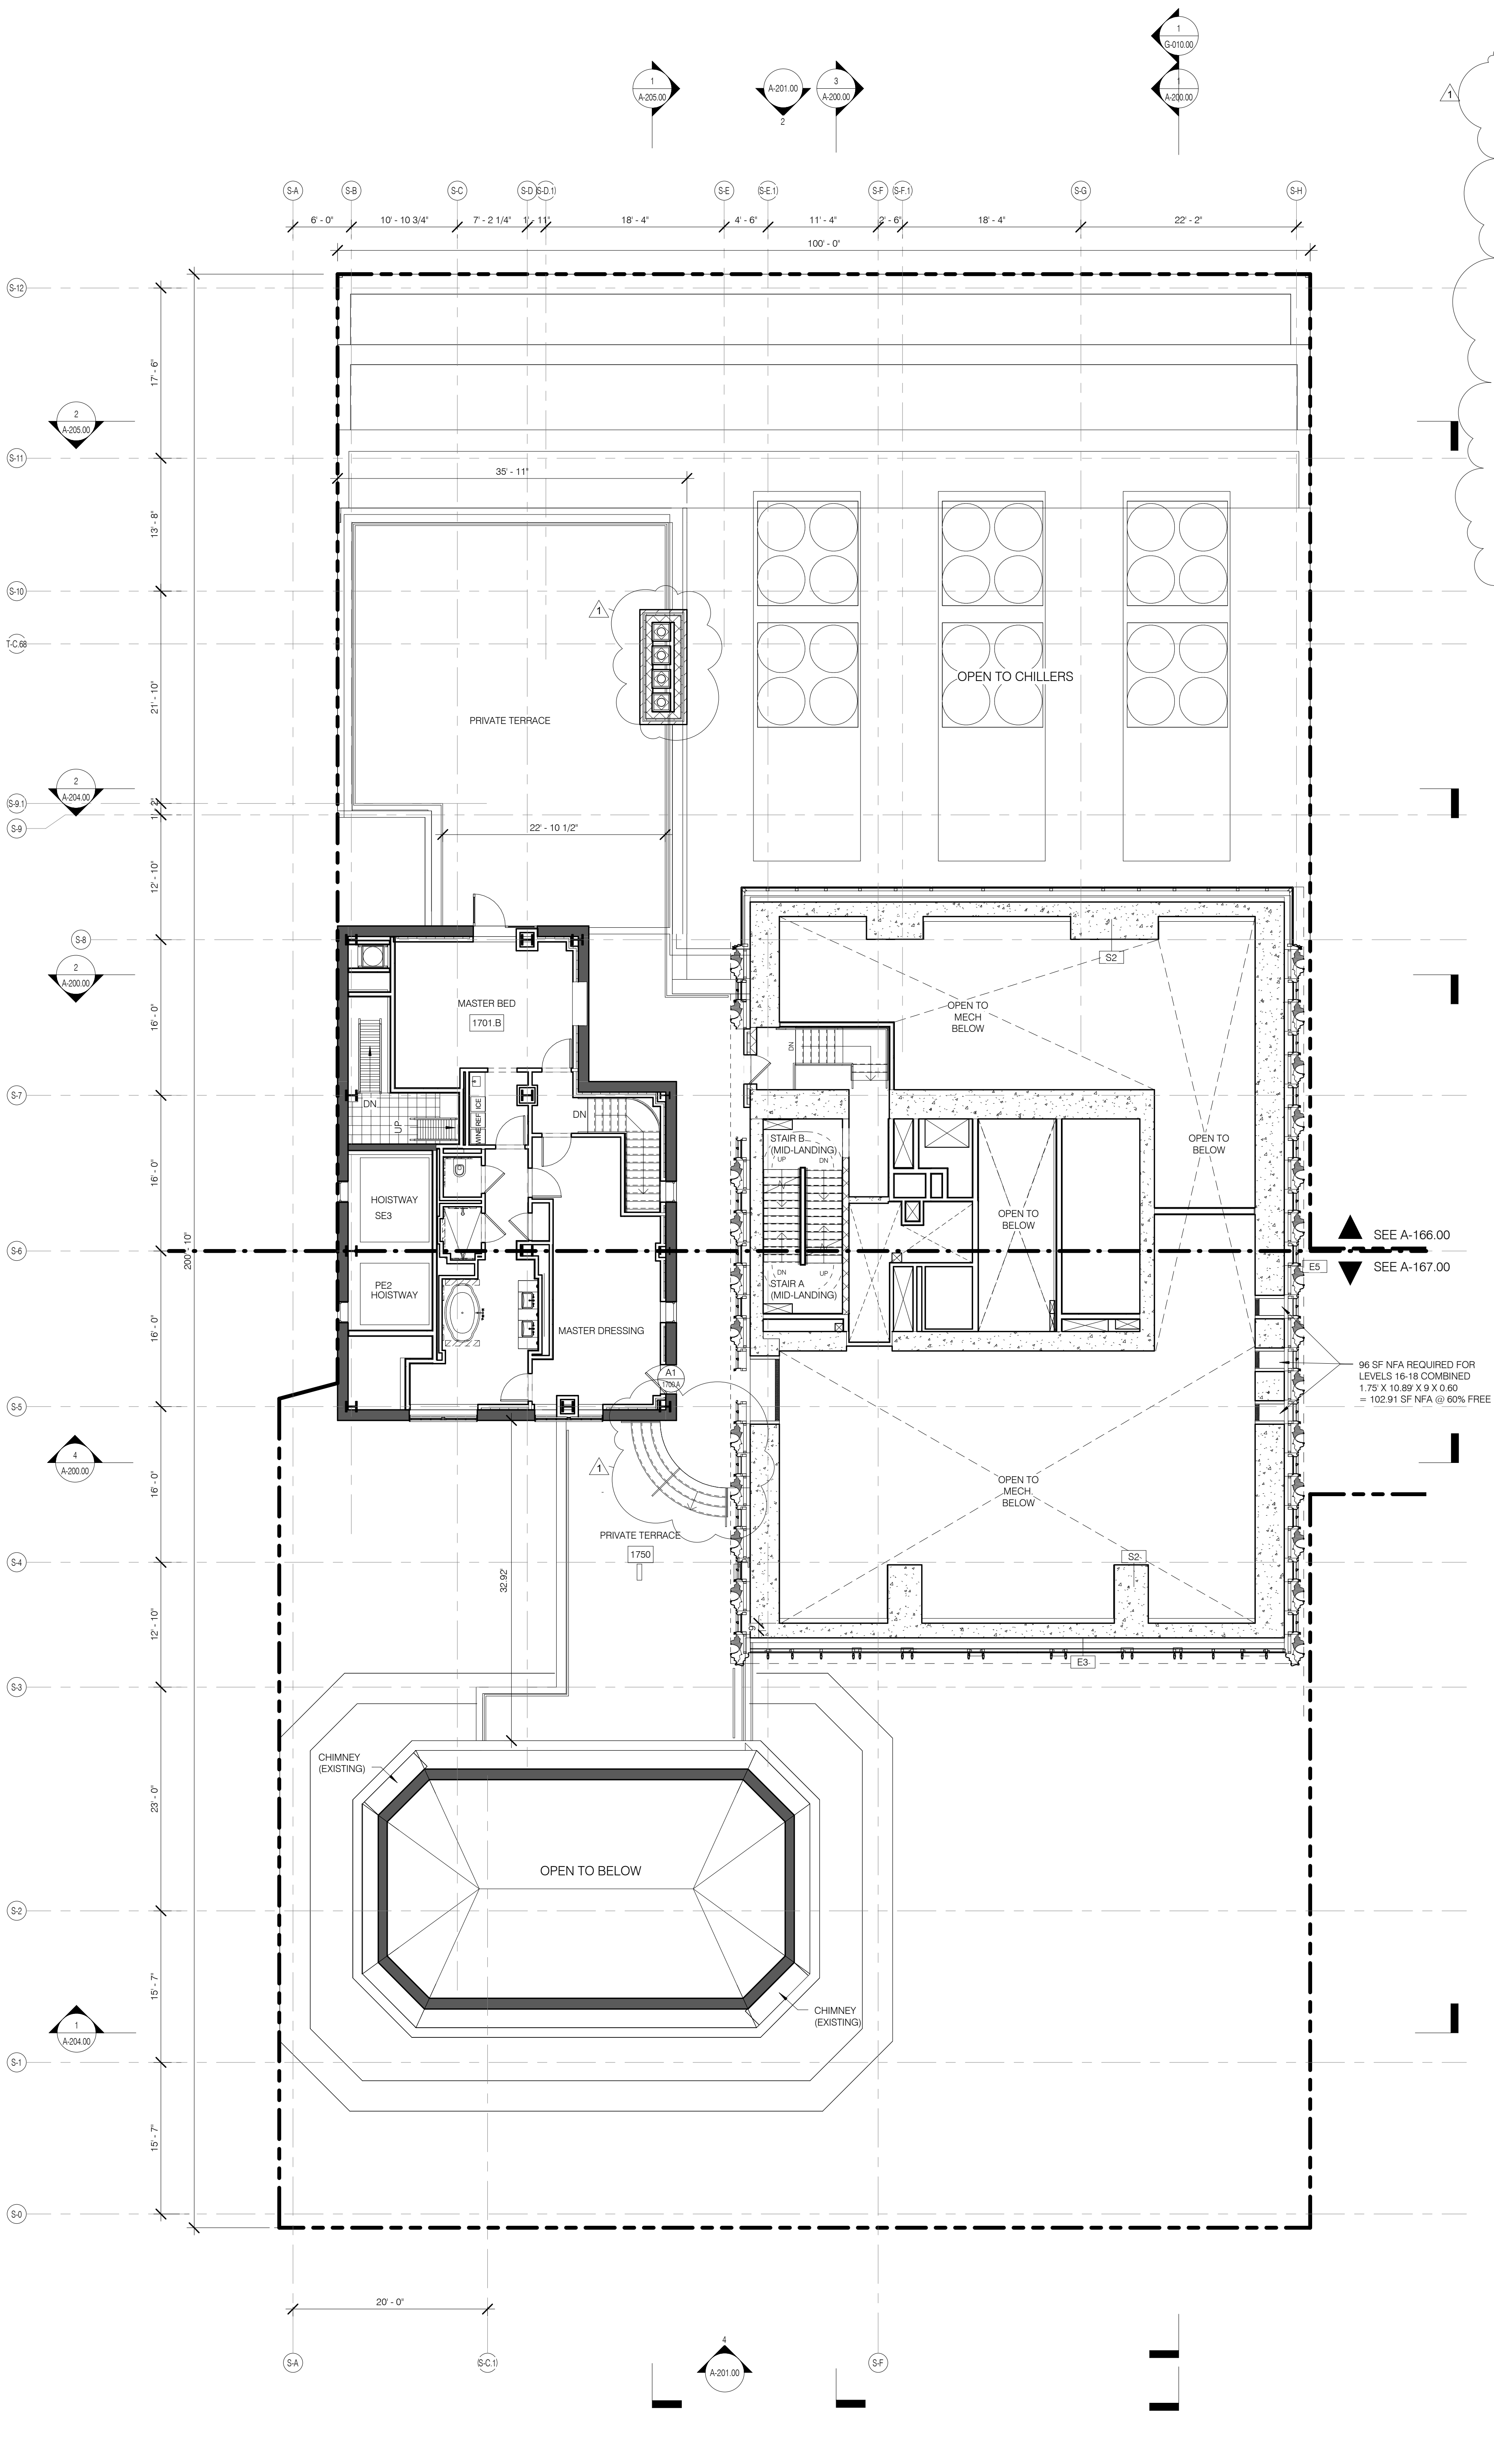 1
G-010.00
1
A-205.00
A-201.00
2
3
A-200.00
1
A-200.00
1
S-A
S-B
S-C
S-D
(S-D.1)
S-E
(S-E.1)
S-F
(S-F.1)
S-G
S-H
6' - 0"
10' - 10 3/4"
7' - 2 1/4"
1' - 11"
18' - 4"
4' - 6"
11' - 4"
2' - 6"
18' - 4"
22' - 2"
100' - 0"
S-12
17' - 6"
2
A-205.00
S-11
35' - 11"
13' - 8"
S-10
1
T-C.68
OPEN TO CHILLERS
21' - 10"
PRIVATE TERRACE
2
A-204.00
(S-9.1)
S-9
22' - 10 1/2"
12' - 10"
S-8
2
A-200.00
S2
MASTER BED
1701.B
OPEN TO
MECH
BELOW
16' - 0"
DN
S-7
DN
ICE
REF.
WINE
UP
DN
STAIR B
(MID-LANDING)
UP
DN
OPEN TO
BELOW
16' - 0"
HOISTWAY
SE3
OPEN TO
BELOW
200' - 10"
S-6
SEE A-166.00
SEE A-167.00
E5
DN
UP
STAIR A
(MID-LANDING)
PE2
HOISTWAY
16' - 0"
MASTER DRESSING
A1
1700.A
96 SF NFA REQUIRED FOR
LEVELS 16-18 COMBINED
1.75' X 10.89' X 9 X 0.60
= 102.91 SF NFA @ 60% FREE
S-5
4
A-200.00
1
16' - 0"
OPEN TO
MECH.
BELOW
PRIVATE TERRACE
1750
S2
S-4
32.92'
12' - 10"
9"
E3
S-3
CHIMNEY
(EXISTING)
23' - 0"
OPEN TO BELOW
S-2
15' - 7"
CHIMNEY
(EXISTING)
1
A-204.00
S-1
15' - 7"
S-0
20' - 0"
S-A
(S-C.1)
S-F
4
A-201.00